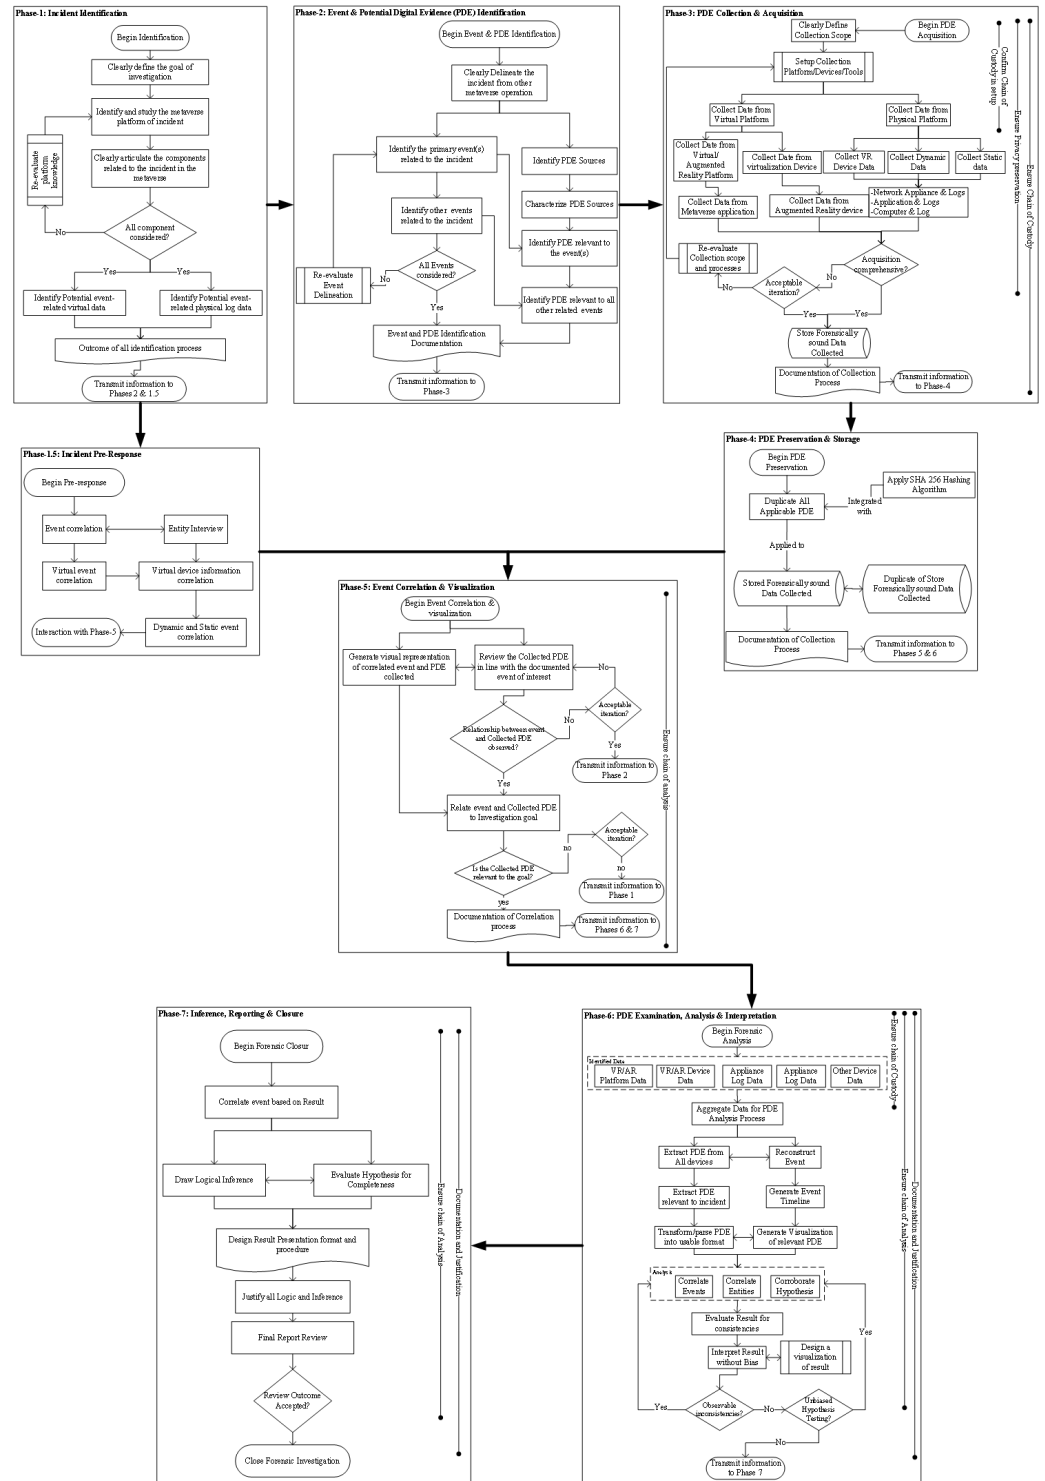 Phase-1: Incident Identification
Begin Identification
Clearly define the goal of
investigation
Identify and study the metaverse
platform of incident
Re-evaluate
platform
knowledge
Clearly articulate the components
related to the incident in the
metaverse
All component
considered?
No
Yes
Yes
Identify Potential event-
related virtual data
Identify Potential event-
related physical log data
Outcome of all identification process
Transmit information to
Phases 2 & 1.5
Phase-2: Event & Potential Digital Evidence (PDE) Identification
Begin Event & PDE Identification
Clearly Delineate the
incident from other
metaverse operation
Identify the primary event(s)
related to the incident
Identify PDE Sources
Characterize PDE Sources
Identify other events
related to the incident
Identify PDE relevant to
the event(s)
All Events
considered?
No
Re-evaluate
Event
Delineation
Yes
Identify PDE relevant to all
other related events
Event and PDE Identification
Documentation
Transmit information to
Phase-3
Phase-3: PDE Collection & Acquisition
Clearly Define
Collection Scope
Begin PDE
Acquisition
Setup Collection
Platform/Devices/Tools
Collect Date from
Virtual Platform
Collect Date from
Physical Platform
Collect Date from
Virtual/
Augmented
Reality Platform
Collect Date from
virtualization Device
Collect VR
Device Data
Collect Dynamic
Data
Collect Static
data
Collect Data from
Metaverse application
Collect Data from
Augmented Reality device
-Network Appliance & Logs
-Application & Logs
-Computer & Log
Re-evaluate
Collection scope
and processes
Acquisition
comprehensive?
Acceptable
iteration?
No
No
Yes
Yes
Store Forensically
sound Data
Collected
Documentation of Collection
Process
Transmit information
to Phase-4
Confirm Chain of
Custody in setup
Ensure Privacy preservation
Ensure Chain of Custody
Phase-1.5: Incident Pre-Response
Begin Pre-response
Event correlation
Entity Interview
Virtual event
correlation
Virtual device information
correlation
Interaction with Phase-5
Dynamic and Static event
correlation
Phase-4: PDE Preservation & Storage
Begin PDE
Preservation
Apply SHA 256 Hashing
Algorithm
Duplicate All
Applicable PDE
Integrated
with
Applied to
Stored Forensically sound
Data Collected
Duplicate of Store
Forensically sound Data
Collected
Documentation of Collection
Process
Transmit information to
Phases 5 & 6
Phase-5: Event Correlation & Visualization
Begin Event Correlation &
visualization
Generate visual representation
of correlated event and PDE
collected
Review the Collected PDE
in line with the documented
event of interest
No
Relationship between event
and Collected PDE
observed?
No
Acceptable
iteration?
Yes
Transmit information to
Phase 2
Yes
Relate event and Collected PDE
to Investigation goal
Acceptable
iteration?
no
no
Is the Collected PDE
relevant to the goal?
Transmit information to
Phase 1
yes
Documentation of Correlation
process
Transmit information to
Phases 6 & 7
Ensure chain of analysis
Phase-7: Inference, Reporting & Closure
Begin Forensic Closur
Correlate event based on Result
Draw Logical Inference
Evaluate Hypothesis for
Completeness
Design Result Presentation format and
procedure
Justify all Logic and Inference
Final Report Review
Review Outcome
Accepted?
Close Forensic Investigation
Ensure chain of Analysis
Documentation and Justification
Phase-6: PDE Examination, Analysis & Interpretation
Begin Forensic
Analysis
Identified Data
VR/AR
Platform Data
VR/AR Device
Data
Appliance
Log Data
Appliance
Log Data
Other Device
Data
Aggregate Data for PDE
Analysis Process
Extract PDE from
All devices
Reconstruct
Event
Extract PDE
relevant to incident
Generate Event
Timeline
Transform/parse PDE
into usable format
Generate Visualization
of relevant PDE
Analysis
Correlate
Events
Correlate
Entities
Corroborate
Hypothesis
Evaluate Result for
consistencies
Interpret Result
without Bias
Design a
visualization
of result
Yes
Observable
inconsistencies?
Yes
No
Unbiased
Hypothesis
Testing?
No
Transmit information
to Phase 7
Ensure chain of Custody
Ensure chain of Analysis
Documentation and Justification